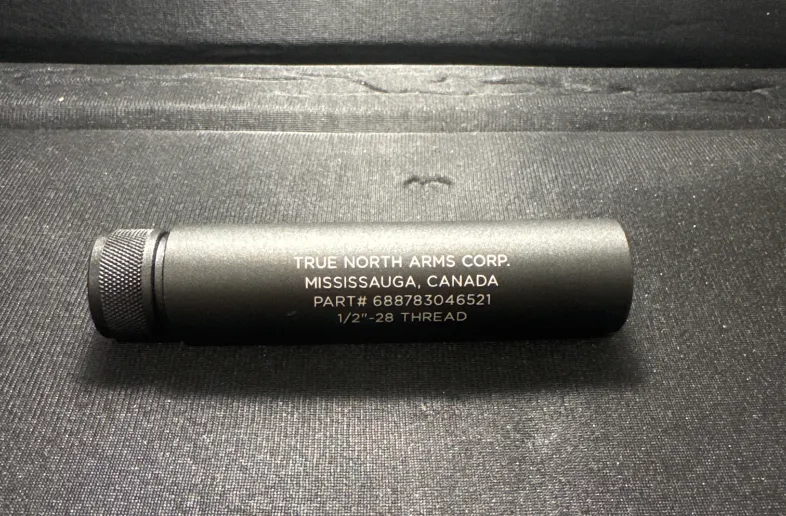 TRUE NORTH ARMS CORP.
MISSISSAUGA, CANADA
PART# 688783046521
1/2"-28 THREAD